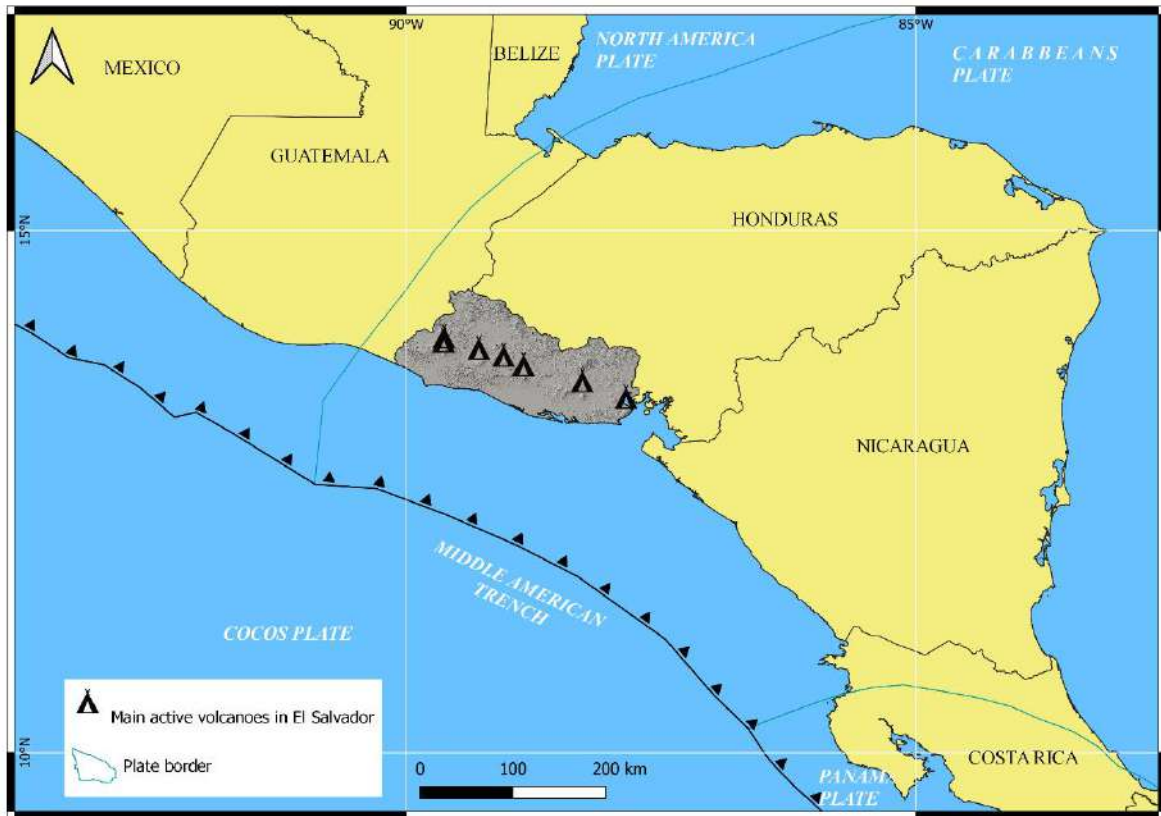 90°W
85°W
NORTH AMERICA
PLATE
CARABBEANS
PLATE
BELIZE
MEXICO
GUATEMALA
15°N
HONDURAS
NICARAGUA
MIDDLE AMERICAN
TRENCH
COCOS PLATE
Main active volcanoes in El Salvador
Plate border
10°N
0 100 200 km
COSTA RICA
PANAM
PLATE